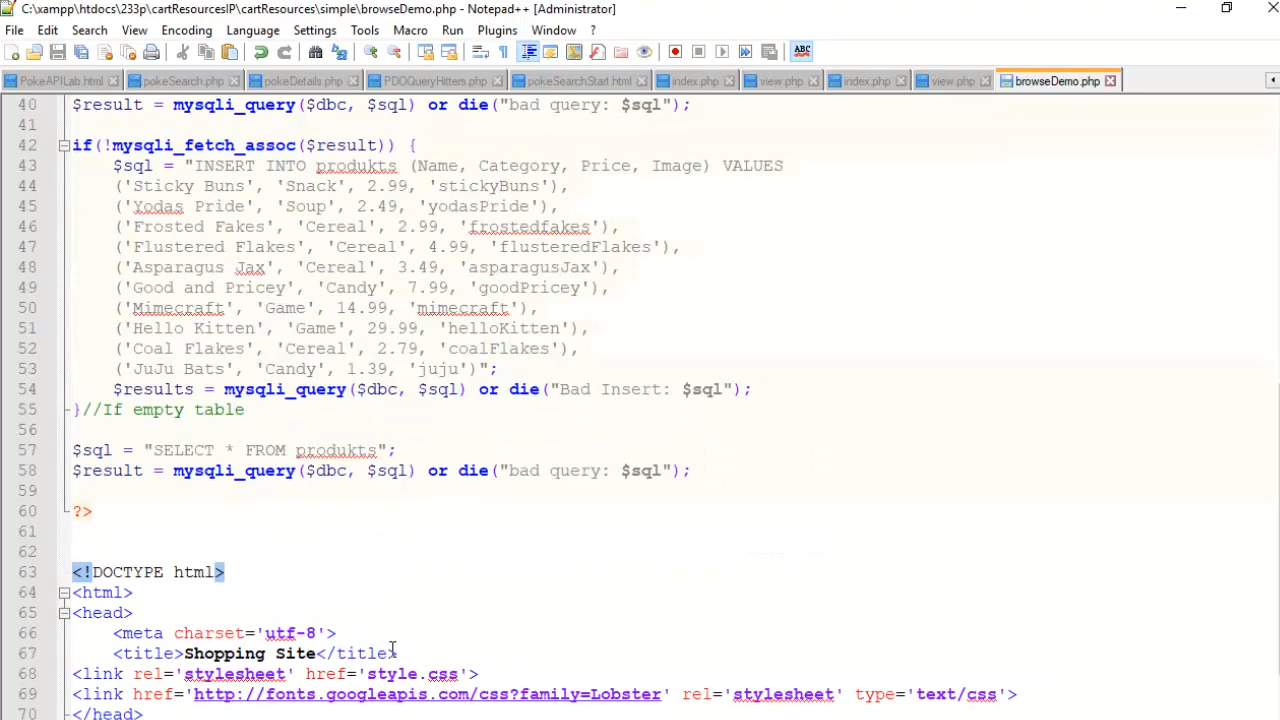 C:\xampp\htdocs\233p\cartResourcesIP\cartResources\simple\browseDemo.php - Notepad++ [Administrator]
File Edit Search View Encoding Language Settings Tools Macro Run Plugins Window ?
PokeAPILab.html pokeSearch.php pokeDetails.php PDOQueryHitters.php pokeSearchStart.html index.php view.php index.php view.php browseDemo.php
40 $result = mysqli_query($dbc, $sql) or die("bad query: $sql");
41
42 if(!mysqli_fetch_assoc($result)) {
43 $sql = "INSERT INTO produkts (Name, Category, Price, Image) VALUES
44 ('Sticky Buns', 'Snack', 2.99, 'stickyBuns'),
45 ('Yodas Pride', 'Soup', 2.49, 'yodasPride'),
46 ('Frosted Fakes', 'Cereal', 2.99, 'frostedfakes'),
47 ('Flustered Flakes', 'Cereal', 4.99, 'flusteredFlakes'),
48 ('Asparagus Jax', 'Cereal', 3.49, 'asparagusJax'),
49 ('Good and Pricey', 'Candy', 7.99, 'goodPricey'),
50 ('Mimecraft', 'Game', 14.99, 'mimecraft'),
51 ('Hello Kitten', 'Game', 29.99, 'helloKitten'),
52 ('Coal Flakes', 'Cereal', 2.79, 'coalFlakes'),
53 ('JuJu Bats', 'Candy', 1.39, 'juju')";
54 $results = mysqli_query($dbc, $sql) or die("Bad Insert: $sql");
55 }//If empty table
56
57 $sql = "SELECT * FROM produkts";
58 $result = mysqli_query($dbc, $sql) or die("bad query: $sql");
59
60 ?>
61
62
63 <!DOCTYPE html>
64 <html>
65 <head>
66 <meta charset='utf-8'>
67 <title>Shopping Site</title>
68 <link rel='stylesheet' href='style.css'>
69 <link href='http://fonts.googleapis.com/css?family=Lobster' rel='stylesheet' type='text/css'>
70 </head>